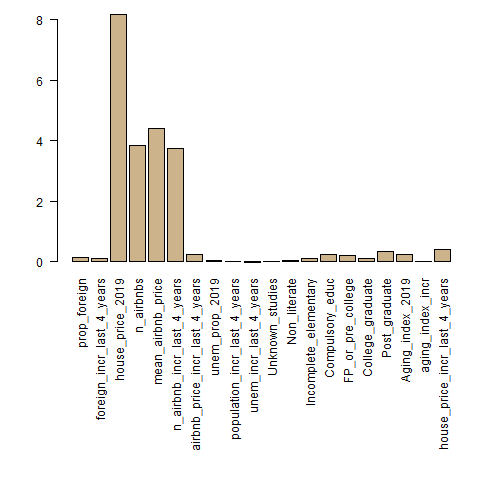 8
6
4
2
0
prop_foreign
foreign_incr_last_4_years
house_price_2019
n_airbnbs
mean_airbnb_price
n_airbnb_incr_last_4_years
airbnb_price_incr_last_4_years
unem_prop_2019
population_incr_last_4_years
unem_incr_last_4_years
Unknown_studies
Non_literate
Incomplete_elementary
Compulsory_educ
FP_or_pre_college
College_graduate
Post_graduate
Aging_index_2019
aging_index_incr
house_price_incr_last_4_years